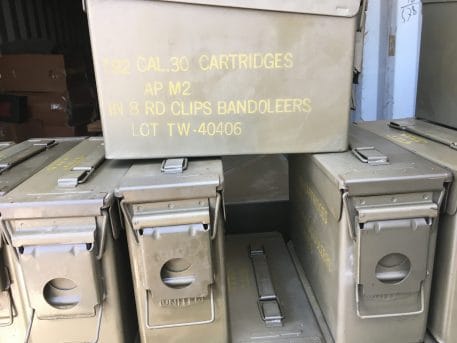 192 CAL.30 CARTRIDGES
AP M2
IN 8 RD CLIPS BANDOLEERS
LOT TW-40406